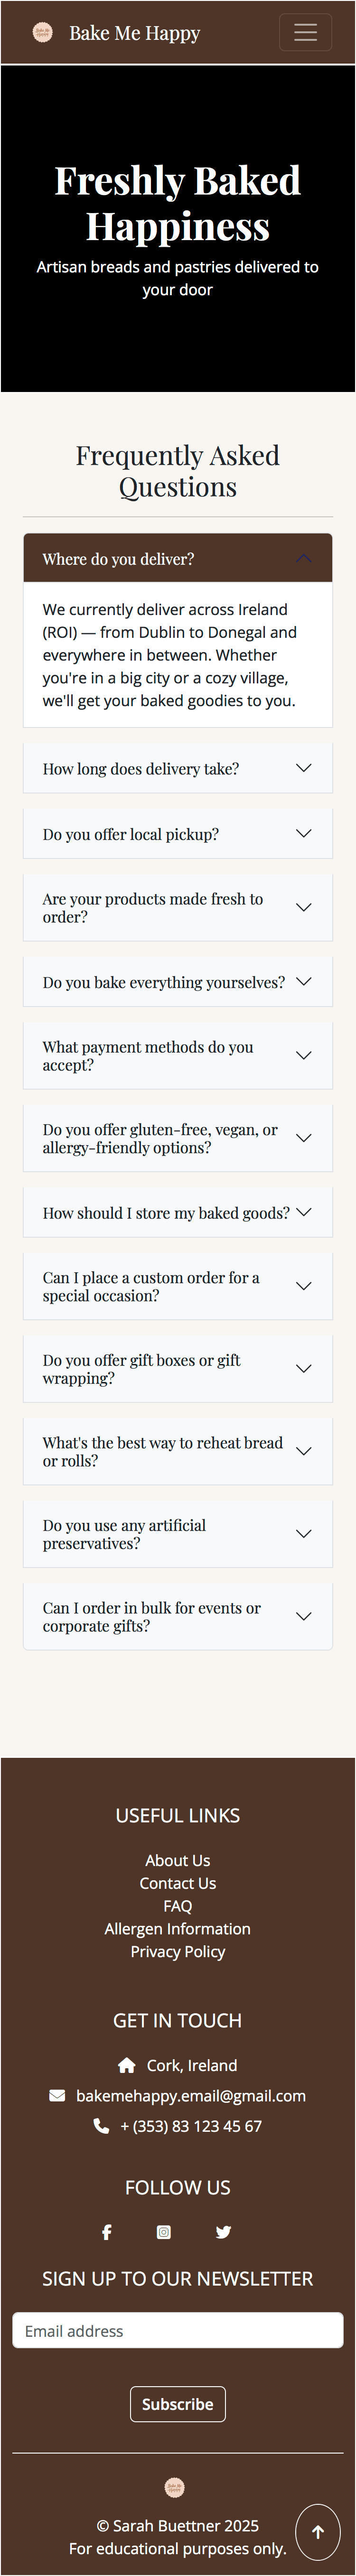 Bake Me Happy
Freshly Baked
Happiness
Artisan breads and pastries delivered to
your door
Frequently Asked
Questions
Where do you deliver?
We currently deliver across Ireland
(ROI) — from Dublin to Donegal and
everywhere in between. Whether
you're in a big city or a cozy village,
we'll get your baked goodies to you.
How long does delivery take?
Do you offer local pickup?
Are your products made fresh to
order?
Do you bake everything yourselves?
What payment methods do you
accept?
Do you offer gluten-free, vegan, or
allergy-friendly options?
How should I store my baked goods?
Can I place a custom order for a
special occasion?
Do you offer gift boxes or gift
wrapping?
What's the best way to reheat bread
or rolls?
Do you use any artificial
preservatives?
Can I order in bulk for events or
corporate gifts?
USEFUL LINKS
About Us
Contact Us
FAQ
Allergen Information
Privacy Policy
GET IN TOUCH
Cork, Ireland
bakemehappy.email@gmail.com
+ (353) 83 123 45 67
FOLLOW US
SIGN UP TO OUR NEWSLETTER
Email address
Subscribe
Bake Me
Happy
© Sarah Buettner 2025
For educational purposes only.